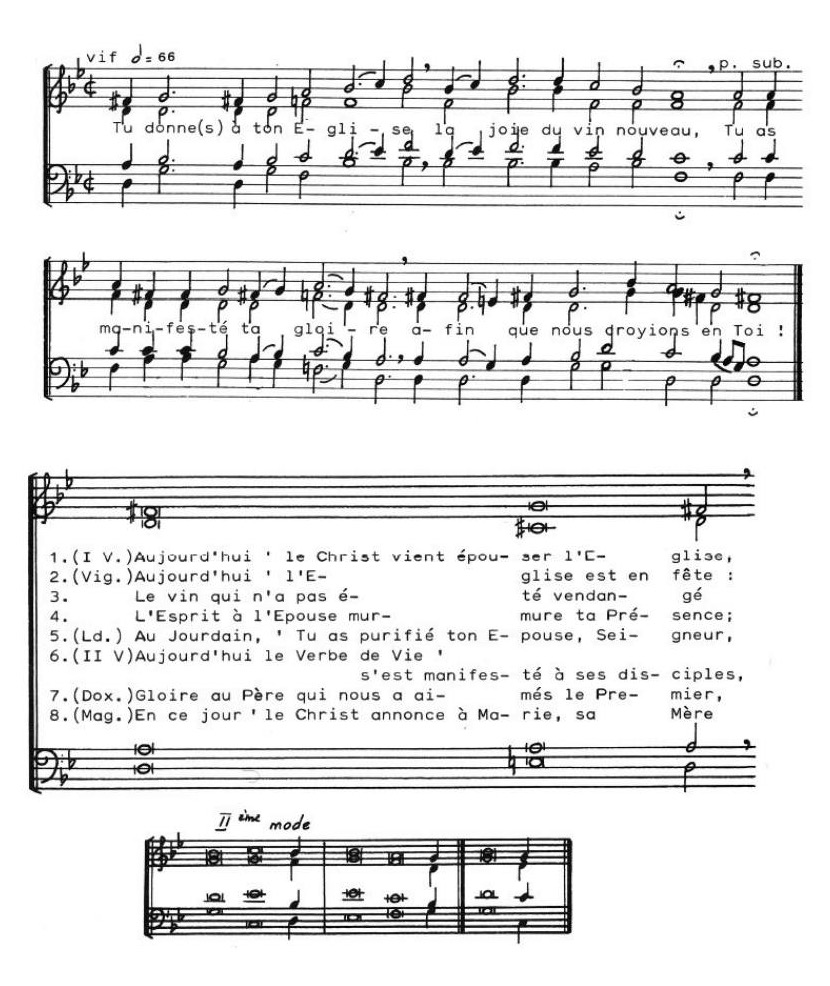 vif 𝅗𝅥 = 66 p. sub.
Tu donne(s) à ton E- gli - se la joie du vin nouveau, Tu as
ma-ni-fes-té ta gloi - re a- fin que nous croyions en Toi !
1.(I V.)Aujourd'hui ' le Christ vient épou- ser l'E- glise,
2.(Vig.)Aujourd'hui ' l'E- glise est en fête :
3. Le vin qui n'a pas é- té vendan- gé
4. L'Esprit à l'Epouse mur- mure ta Pré- sence;
5.(Ld.) Au Jourdain, ' Tu as purifié ton E- pouse, Sei- gneur,
6.(II V)Aujourd'hui le Verbe de Vie '
s'est manifes- té à ses dis- ciples,
7.(Dox.)Gloire au Père qui nous a ai- més le Pre- mier,
8.(Mag.)En ce jour ' le Christ annonce à Ma- rie, sa Mère
II ème mode